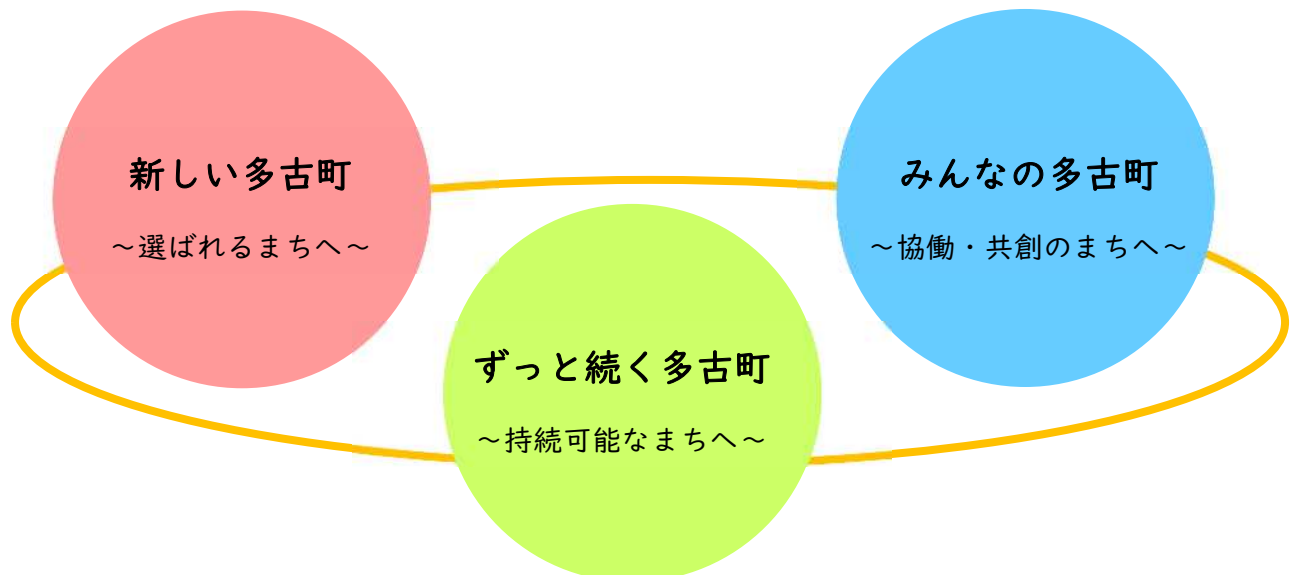 新しい多古町
～選ばれるまちへ～
みんなの多古町
～協働・共創のまちへ～
ずっと続く多古町
～持続可能なまちへ～